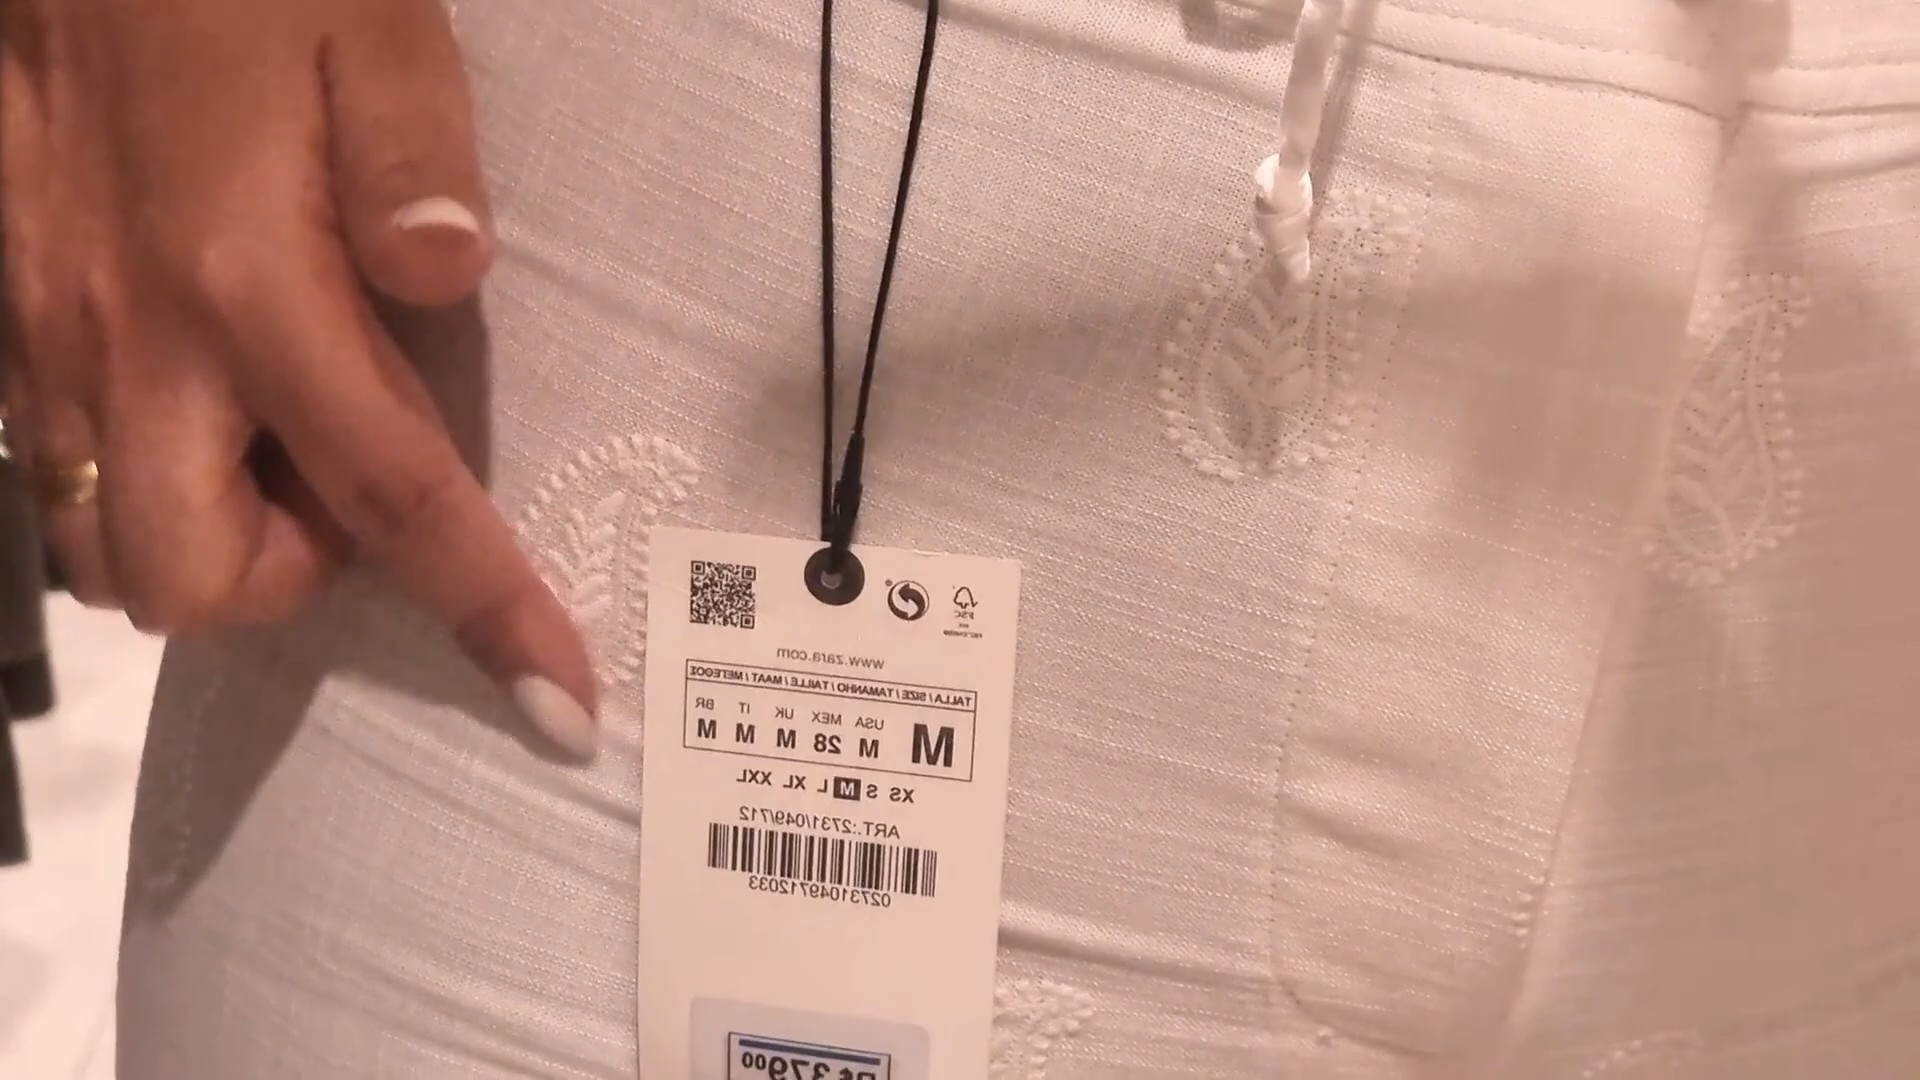 FSC
www.zara.com
TALLA / SIZE / TAMANHO / TAILLE / MAAT / ΜΕΓΕΘΟΣ
M
USA MEX UK IT BR
M 28 M M M
XS S M L XL XXL
ART.:2731/049/712
02731049712033
R$ 379,00